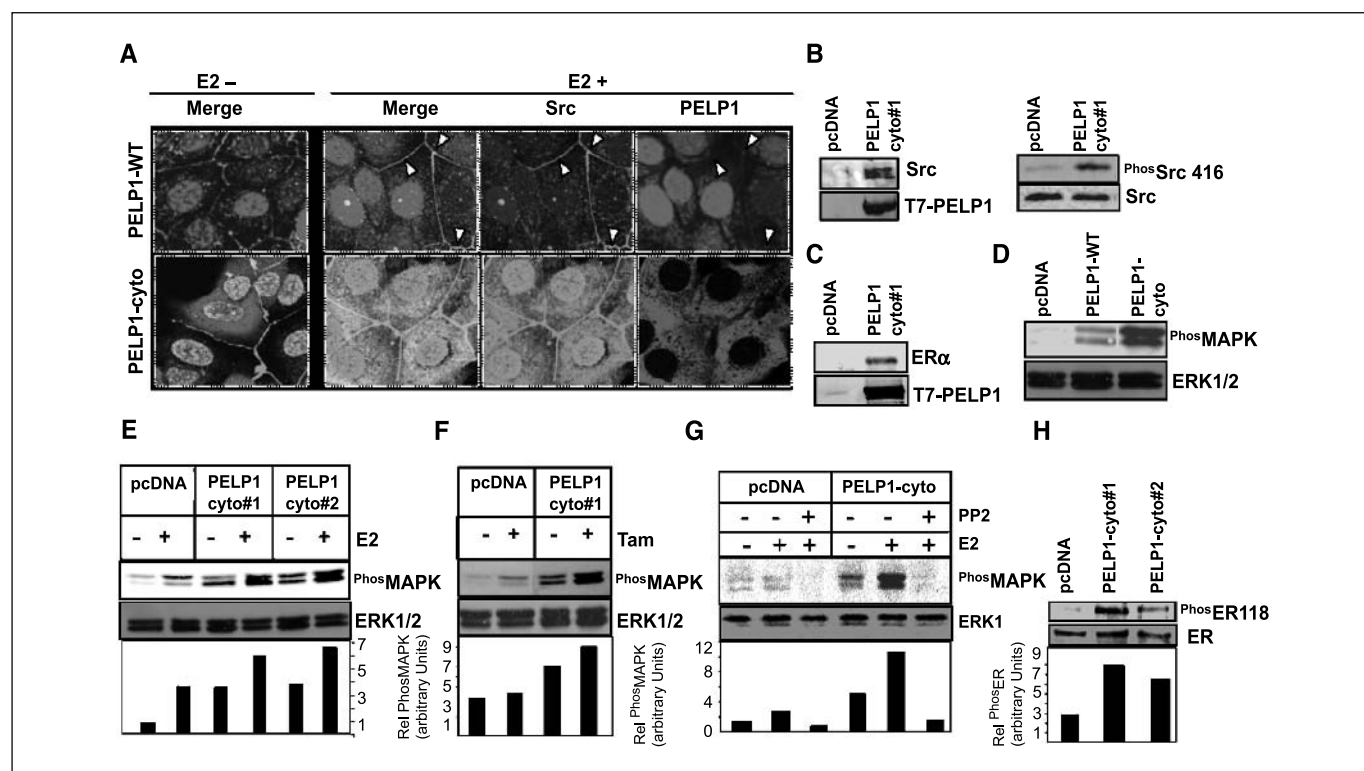 A
E2 –
E2 +
Merge
Merge
Src
PELP1
PELP1-WT
PELP1-cyto
B
pcDNA
PELP1
cyto#1
Src
T7-PELP1
pcDNA
PELP1
cyto#1
PhosSrc 416
Src
C
pcDNA
PELP1
cyto#1
ERα
T7-PELP1
D
pcDNA
PELP1-WT
PELP1-
cyto
PhosMAPK
ERK1/2
E
pcDNA
PELP1
cyto#1
PELP1
cyto#2
- + - + - + E2
PhosMAPK
ERK1/2
7
5
3
1
Rel PhosMAPK
(arbitrary Units)
F
pcDNA
PELP1
cyto#1
- + - + Tam
PhosMAPK
ERK1/2
9
7
5
3
1
Rel PhosMAPK
(arbitrary Units)
G
pcDNA
PELP1-cyto
- - + - - + PP2
- + + - + + E2
PhosMAPK
ERK1
12
8
4
0
H
pcDNA
PELP1-cyto#1
PELP1-cyto#2
PhosER118
ER
9
7
5
3
1
Rel PhosER
(arbitrary Units)